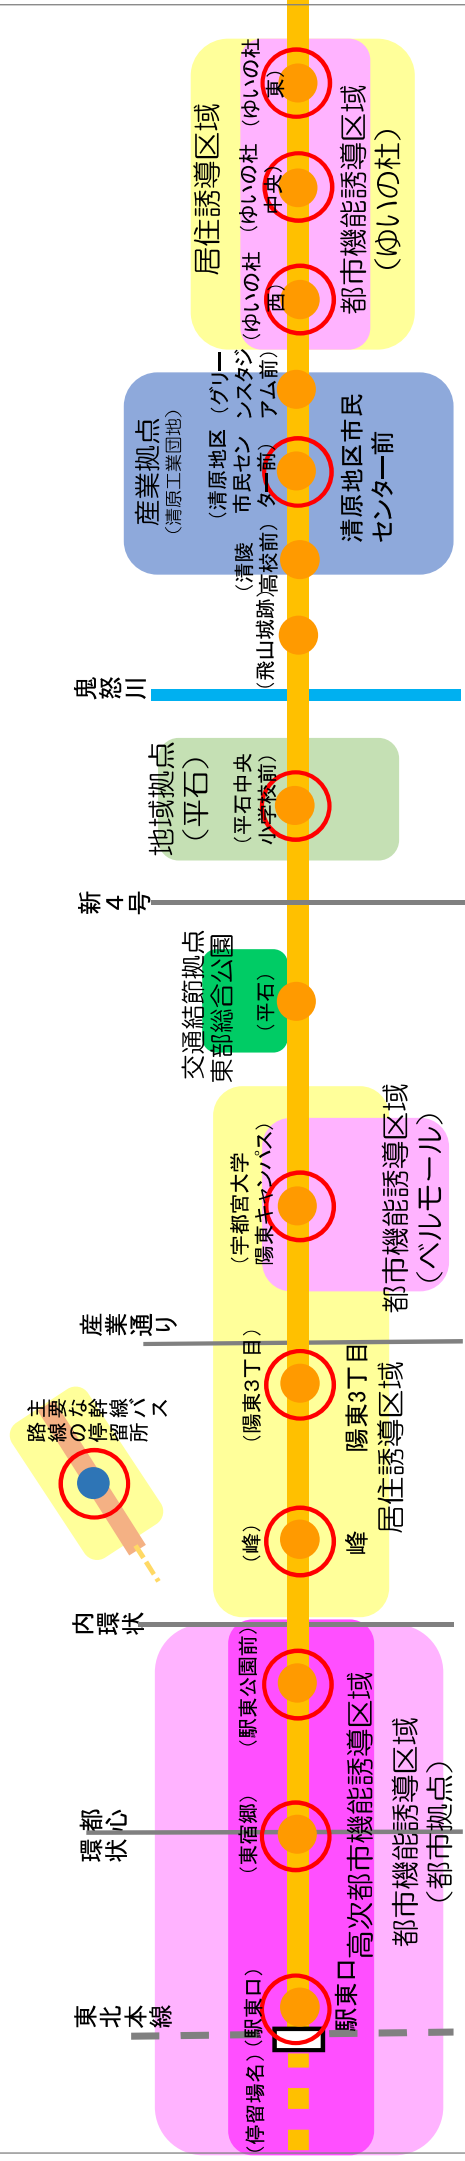 東北本線
(停留場名)
(駅東口)
駅東口
環状
都心
(東宿郷)
高次都市機能誘導区域
都市機能誘導区域
(都市拠点)
(駅東公園前)
内環状
(峰)
峰
主要な幹線バス
路線の停留所
(陽東3丁目)
陽東3丁目
居住誘導区域
産業通り
(宇都宮大学
陽東キャンパス)
都市機能誘導区域
(ベルモール)
交通結節拠点
東部総合公園
(平石)
新4号
地域拠点
(平石)
(平石中央
小学校前)
鬼怒川
(飛山城跡)
(清陵
高校前)
産業拠点
(清原工業団地)
(清原地区
市民セン
ター前)
清原地区市民
センター前
(グリー
ンスタジ
アム前)
居住誘導区域
(ゆいの杜
西)
(ゆいの杜
中央)
(ゆいの杜
東)
都市機能誘導区域
(ゆいの杜)